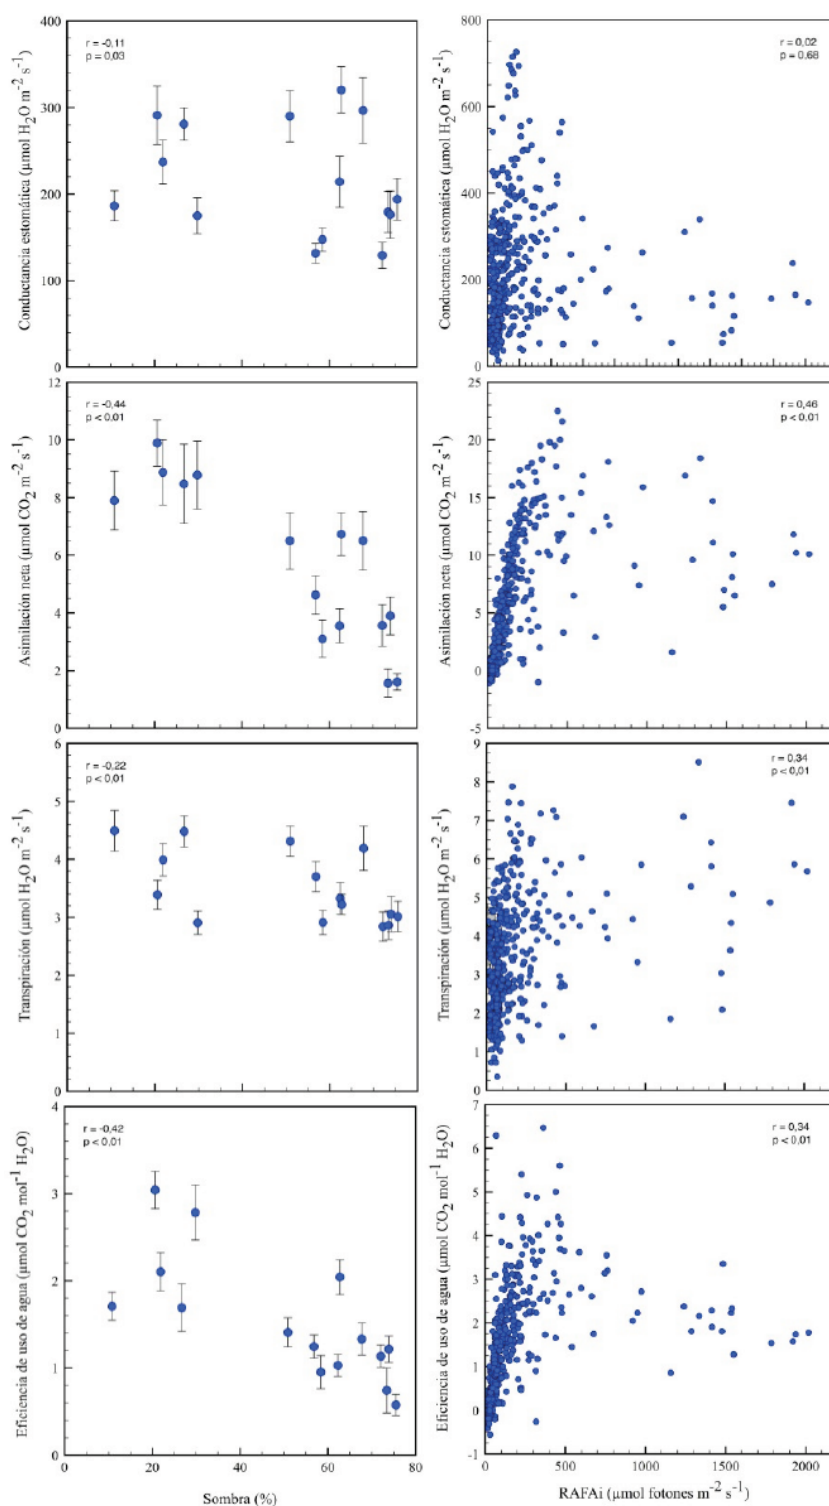 400
300
200
100
0
r = -0,11
p = 0,03
Conductancia estomática (µmol H2O m−2 s−1)
800
600
400
200
0
r = 0,02
p = 0,68
Conductancia estomática (µmol H2O m−2 s−1)
12
10
8
6
4
2
0
r = -0,44
p < 0,01
Asimilación neta (µmol CO2 m−2 s−1)
25
20
15
10
5
0
-5
r = 0,46
p < 0,01
Asimilación neta (µmol CO2 m−2 s−1)
6
5
4
3
2
1
0
r = -0,22
p < 0,01
Transpiración (µmol H2O m−2 s−1)
9
8
7
6
5
4
3
2
1
0
r = 0,34
p < 0,01
Transpiración (µmol H2O m−2 s−1)
4
3
2
1
0
r = -0,42
p < 0,01
Eficiencia de uso de agua (µmol CO2 mol−1 H2O)
0 20 40 60 80
Sombra (%)
7
6
5
4
3
2
1
0
-1
r = 0,34
p < 0,01
Eficiencia de uso de agua (µmol CO2 mol−1 H2O)
0 500 1000 1500 2000
RAFAi (µmol fotones m−2 s−1)